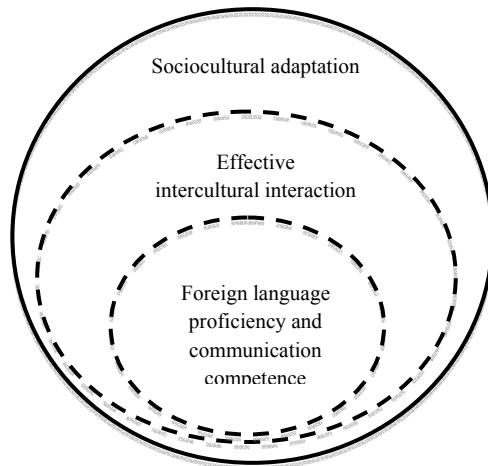 Sociocultural adaptation
Effective
intercultural interaction
Foreign language
proficiency and
communication
competence